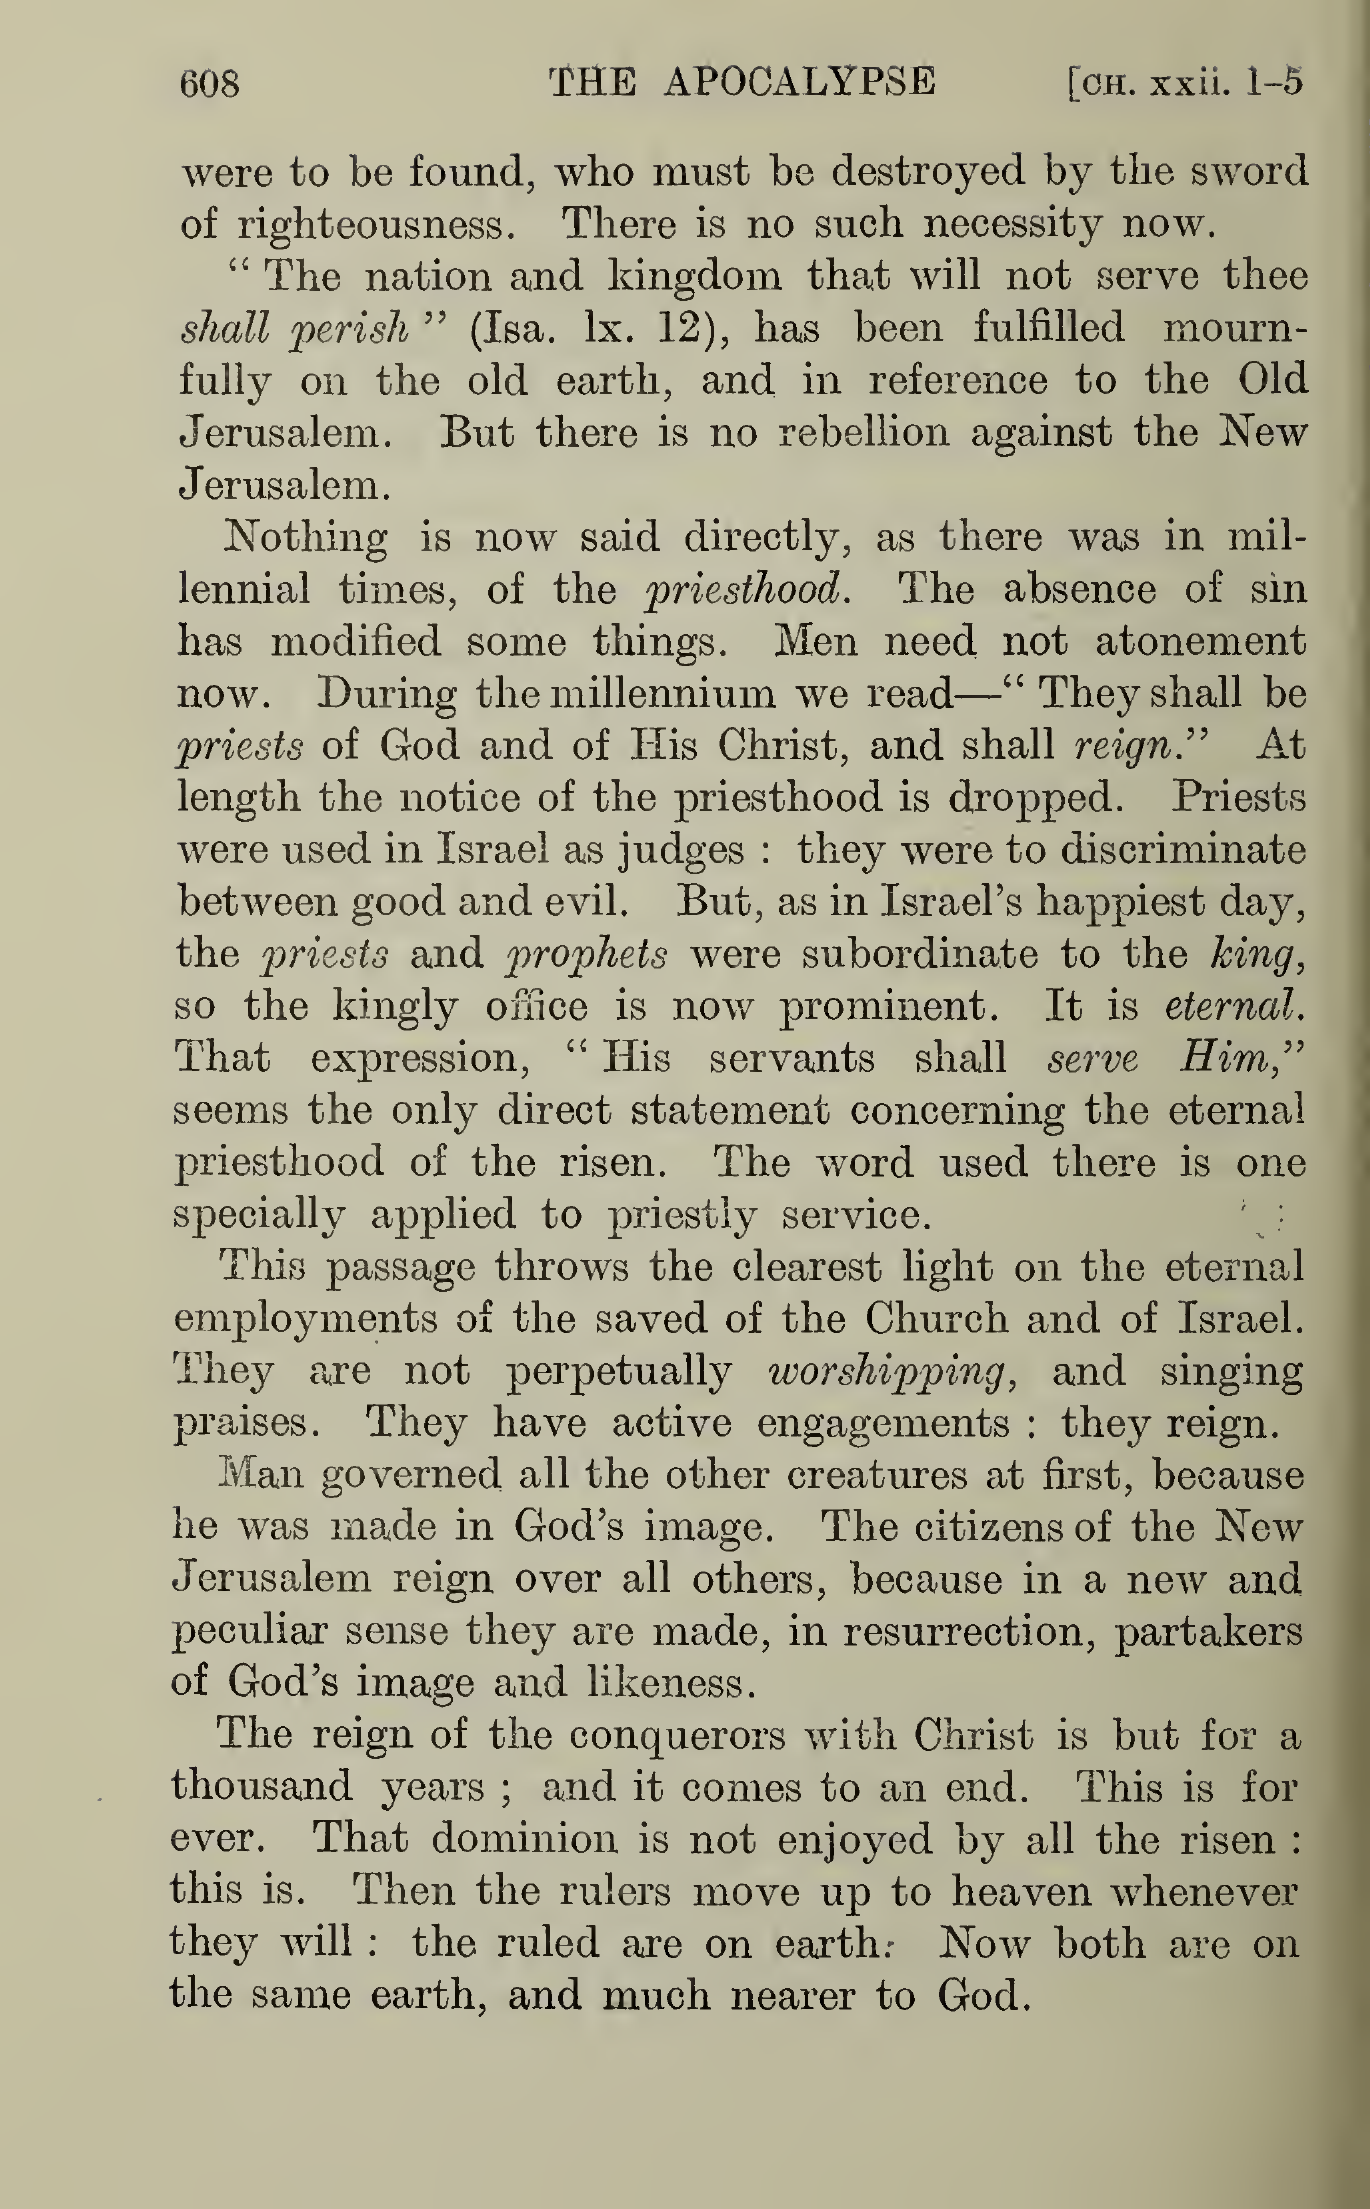 608 THE APOCALYPSE [CH. xxii. 1–5
were to be found, who must be destroyed by the sword
of righteousness. There is no such necessity now.
“ The nation and kingdom that will not serve thee
shall perish ” (Isa. lx. 12), has been fulfilled mourn-
fully on the old earth, and in reference to the Old
Jerusalem. But there is no rebellion against the New
Jerusalem.
Nothing is now said directly, as there was in mil-
lennial times, of the priesthood. The absence of sin
has modified some things. Men need not atonement
now. During the millennium we read—“ They shall be
priests of God and of His Christ, and shall reign.” At
length the notice of the priesthood is dropped. Priests
were used in Israel as judges : they were to discriminate
between good and evil. But, as in Israel’s happiest day,
the priests and prophets were subordinate to the king,
so the kingly office is now prominent. It is eternal.
That expression, “ His servants shall serve Him,”
seems the only direct statement concerning the eternal
priesthood of the risen. The word used there is one
specially applied to priestly service.
This passage throws the clearest light on the eternal
employments of the saved of the Church and of Israel.
They are not perpetually worshipping, and singing
praises. They have active engagements : they reign.
Man governed all the other creatures at first, because
he was made in God’s image. The citizens of the New
Jerusalem reign over all others, because in a new and
peculiar sense they are made, in resurrection, partakers
of God’s image and likeness.
The reign of the conquerors with Christ is but for a
thousand years ; and it comes to an end. This is for
ever. That dominion is not enjoyed by all the risen :
this is. Then the rulers move up to heaven whenever
they will : the ruled are on earth. Now both are on
the same earth, and much nearer to God.